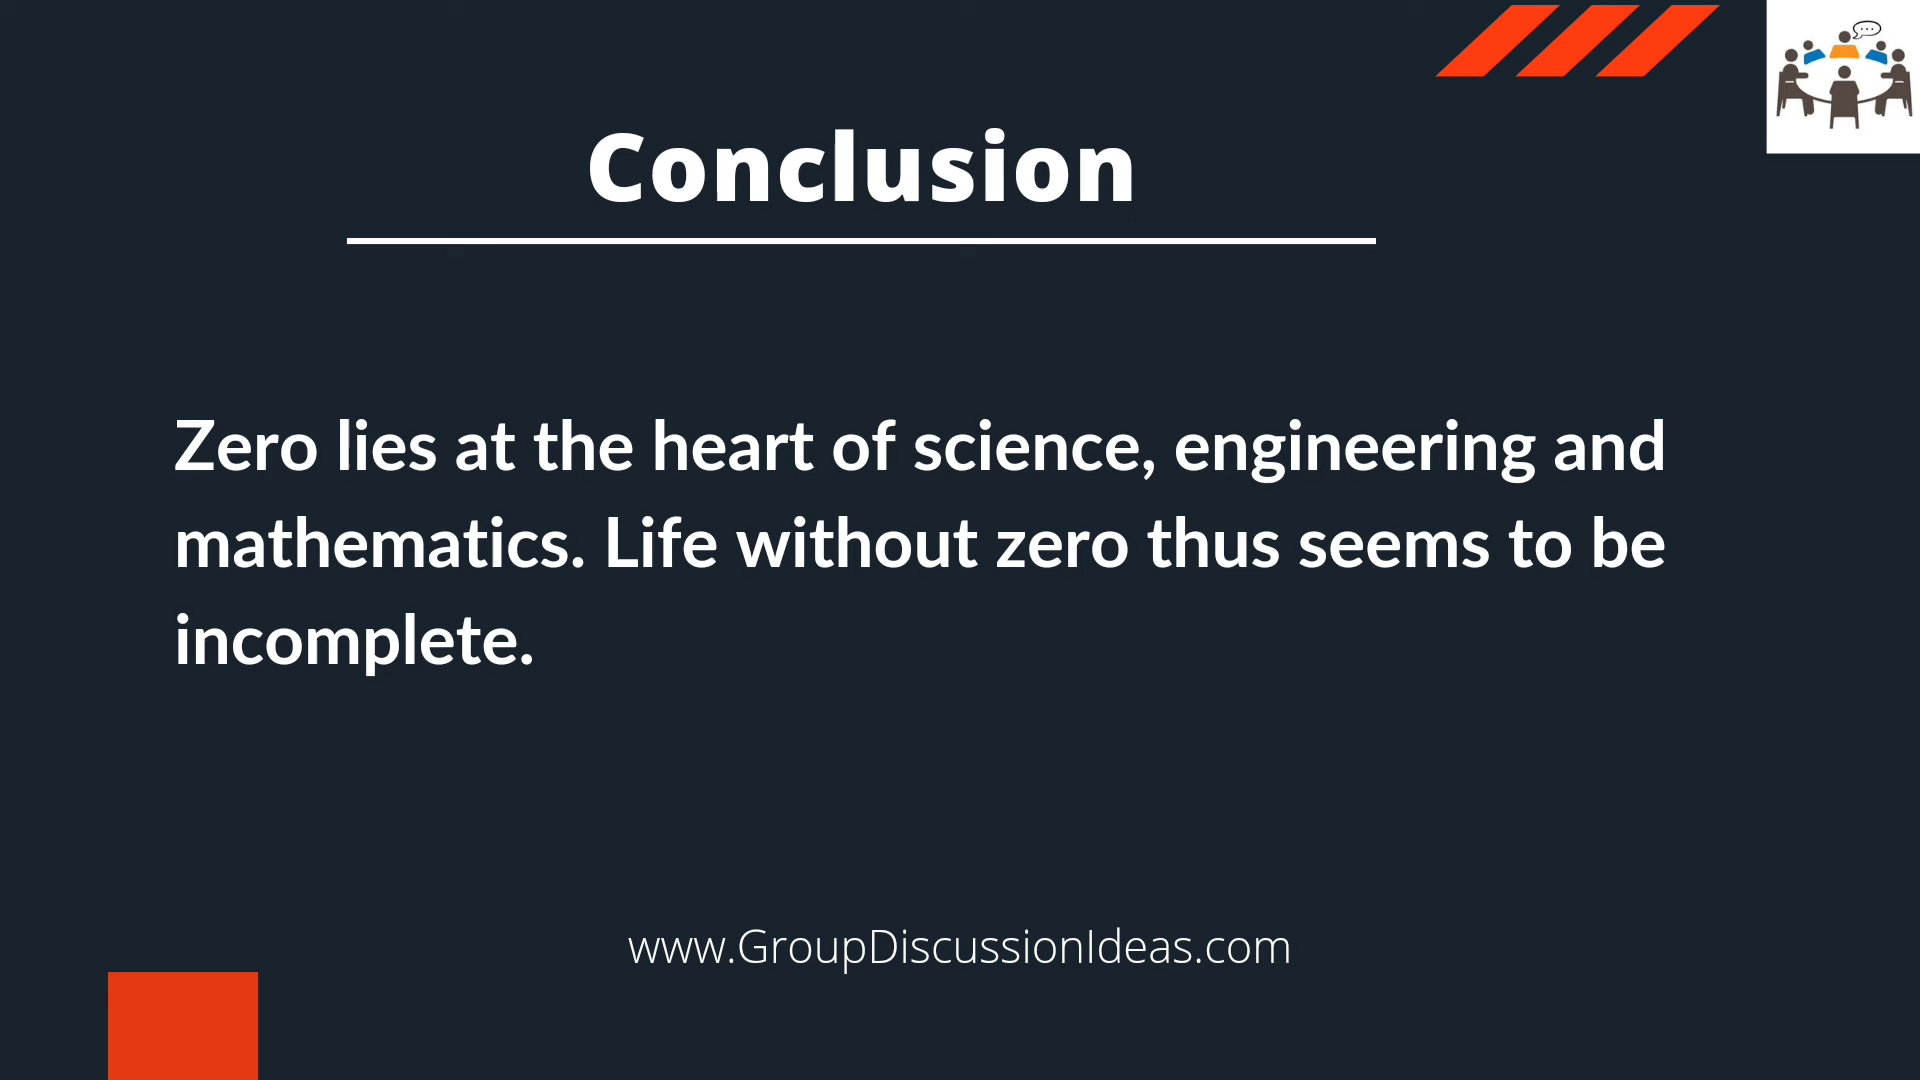 Conclusion
Zero lies at the heart of science, engineering and
mathematics. Life without zero thus seems to be
incomplete.
www.GroupDiscussionIdeas.com